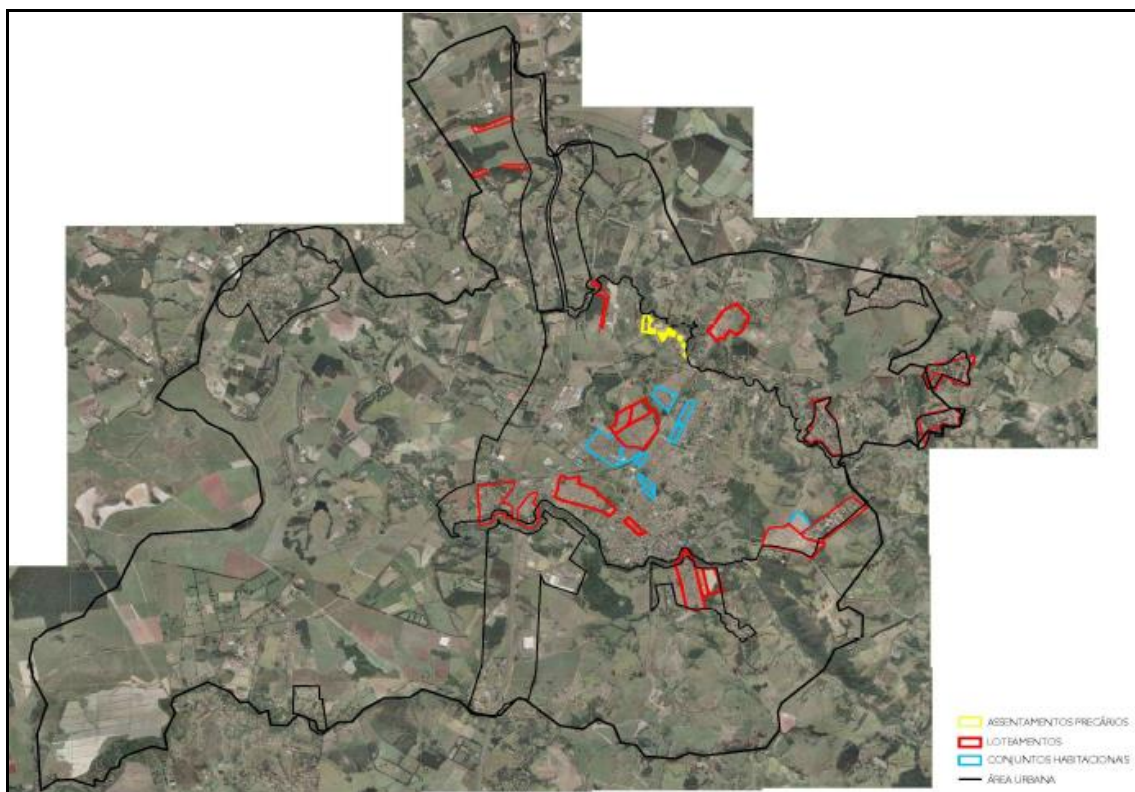 ASSENTAMENTOS PRECÁRIOS
LOTEAMENTOS
CONJUNTOS HABITACIONAIS
ÁREA URBANA